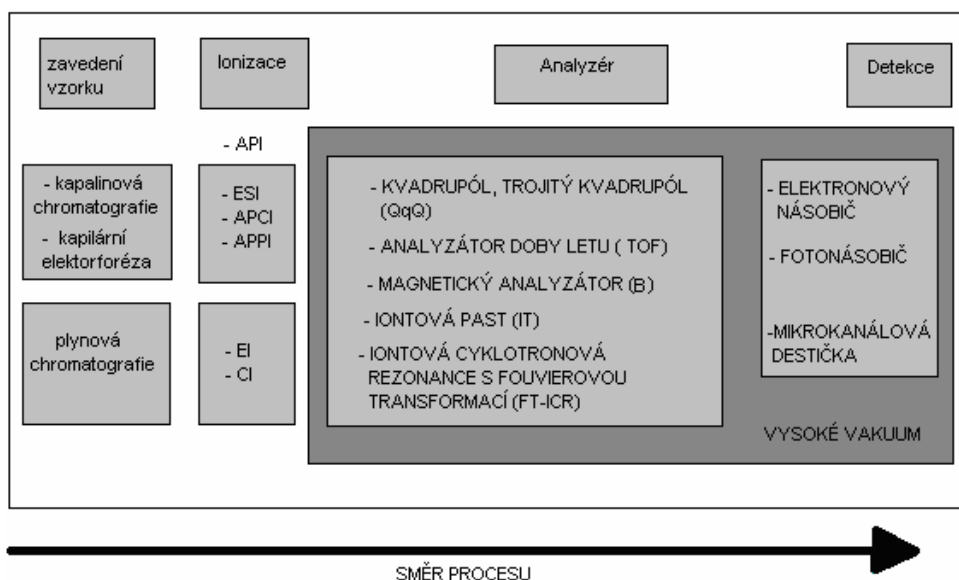 zavedení
vzorku
Ionizace
Analyzér
Detekce
- API
- kapalinová
chromatografie
- kapilární
elektorforéza
- ESI
- APCI
- APPI
plynová
chromatografie
- EI
- CI
- KVADRUPÓL, TROJITÝ KVADRUPÓL
(QqQ)
- ANALYZÁTOR DOBY LETU ( TOF)
- MAGNETICKÝ ANALYZÁTOR (B)
- IONTOVÁ PAST (IT)
- IONTOVÁ CYKLOTRONOVÁ
REZONANCE S FOUVIEROVOU
TRANSFORMACÍ (FT-ICR)
- ELEKTRONOVÝ
NÁSOBIČ
- FOTONÁSOBIČ
-MIKROKANÁLOVÁ
DESTIČKA
VYSOKÉ VAKUUM
SMĚR PROCESU